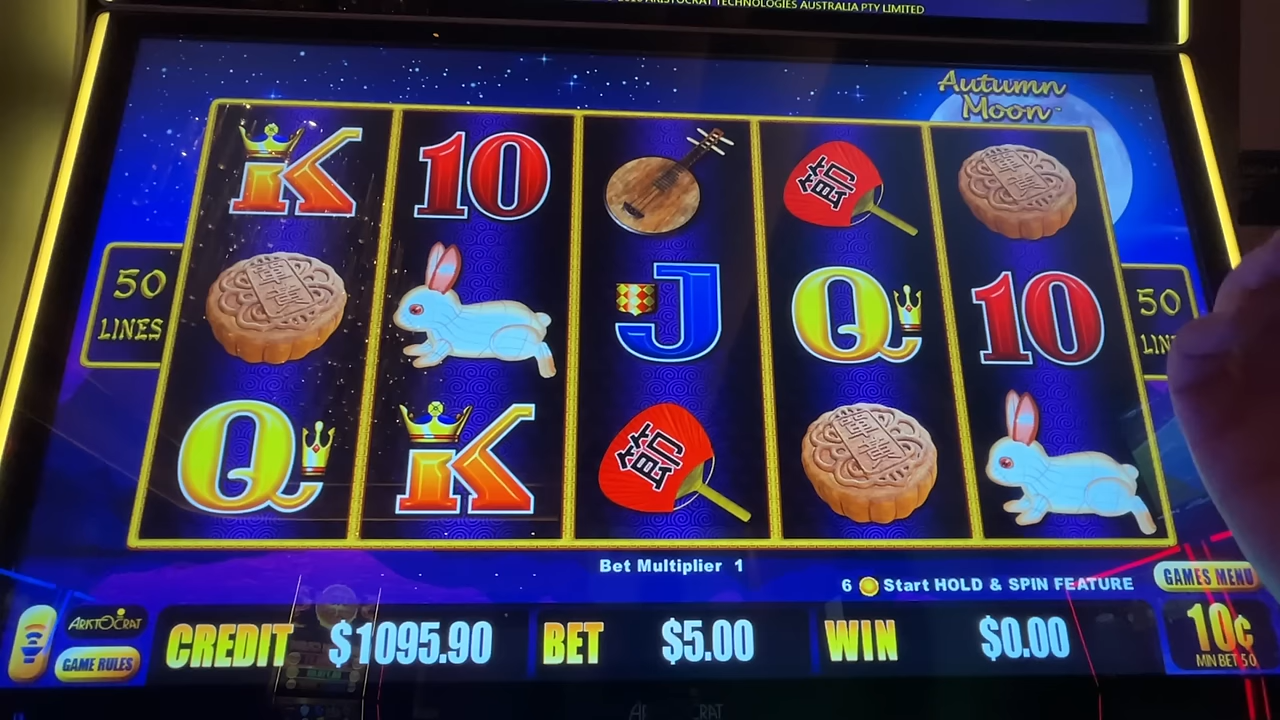 ARISTOCRAT TECHNOLOGIES AUSTRALIA PTY LIMITED
Autumn
Moon
K
10
50
LINES
J
Q
10
50
LIN
Q
K
Bet Multiplier 1
6 Start HOLD & SPIN FEATURE
GAMES MENU
ARISTOCRAT
GAME RULES
CREDIT $1095.90
BET $5.00
WIN $0.00
10¢
MIN BET 50